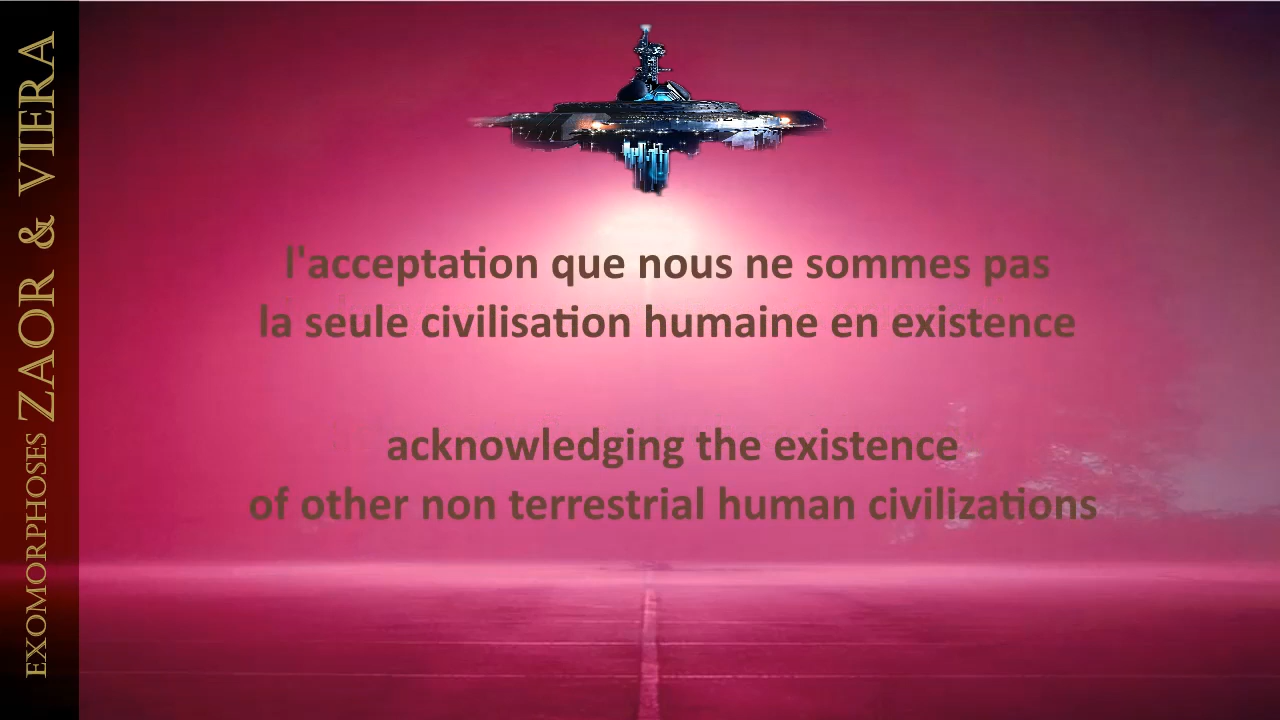 EXOMORPHOSES ZAOR & VIERA
l'acceptation que nous ne sommes pas
la seule civilisation humaine en existence
acknowledging the existence
of other non terrestrial human civilizations